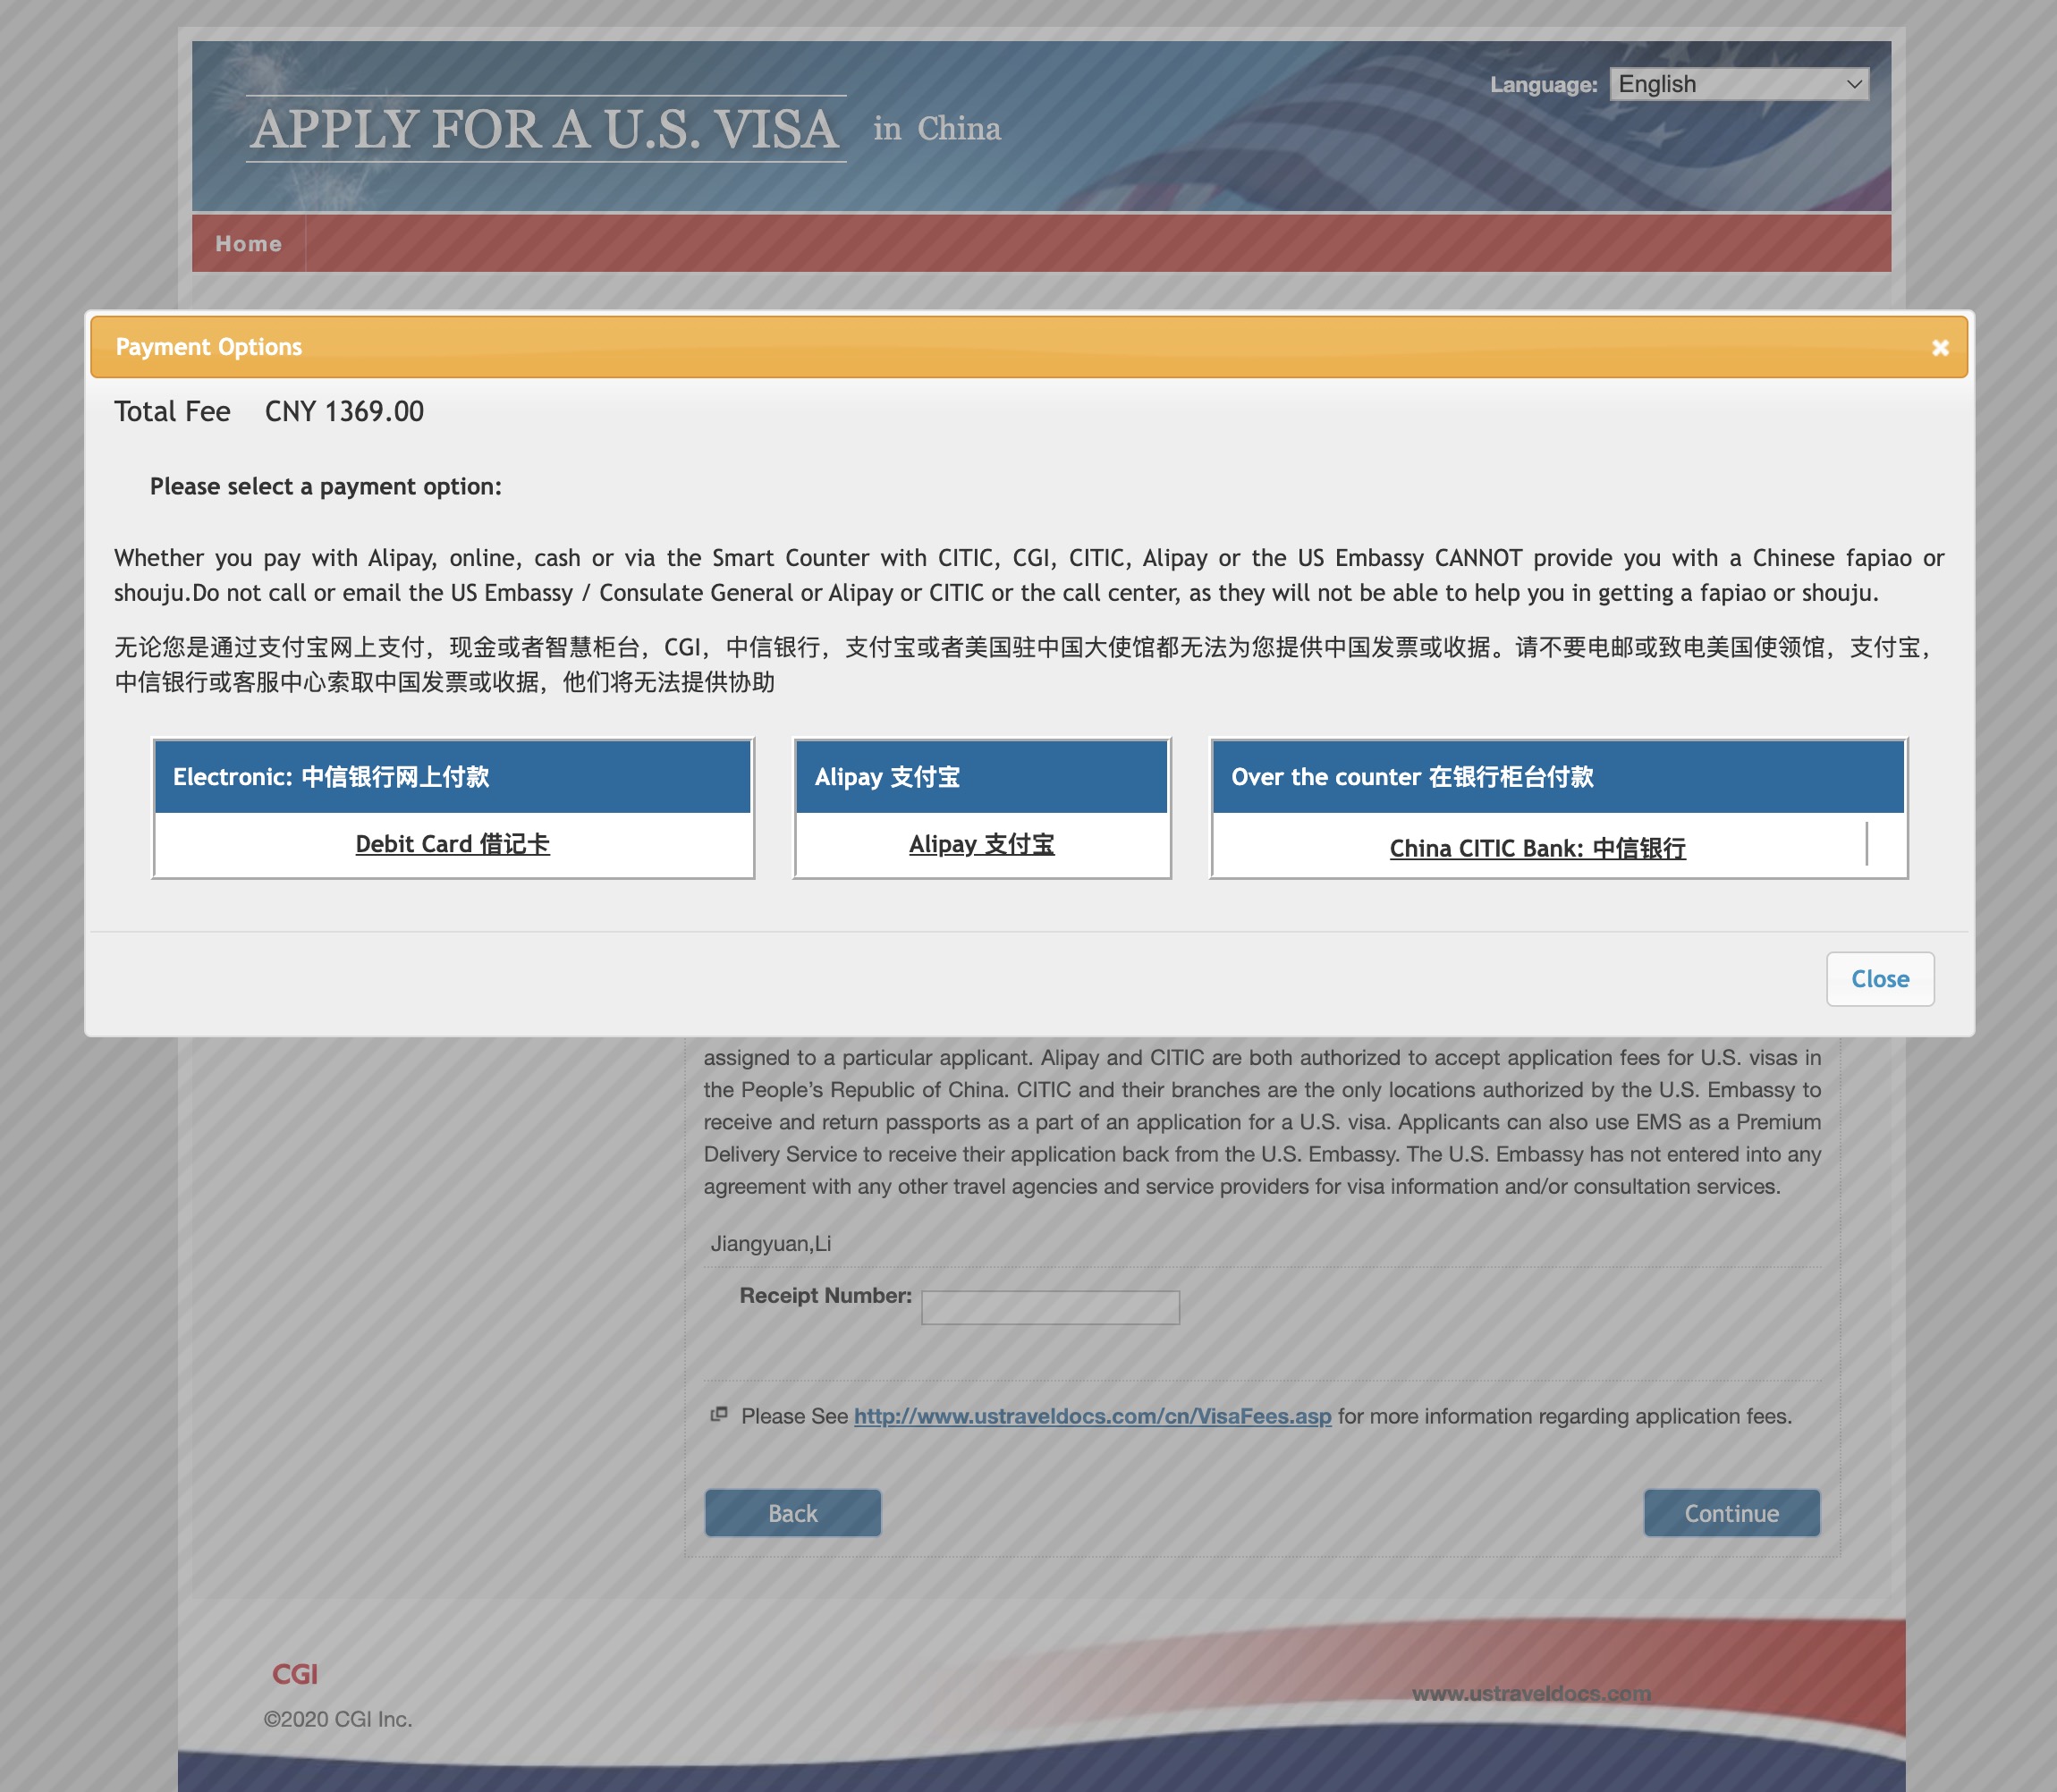 APPLY FOR A U.S. VISA in China
Language: English
Home
Payment Options
Total Fee CNY 1369.00
Please select a payment option:
Whether you pay with Alipay, online, cash or via the Smart Counter with CITIC, CGI, CITIC, Alipay or the US Embassy CANNOT provide you with a Chinese fapiao or
shouju.Do not call or email the US Embassy / Consulate General or Alipay or CITIC or the call center, as they will not be able to help you in getting a fapiao or shouju.
无论您是通过支付宝网上支付，现金或者智慧柜台，CGI，中信银行，支付宝或者美国驻中国大使馆都无法为您提供中国发票或收据。请不要电邮或致电美国使领馆，支付宝，
中信银行或客服中心索取中国发票或收据，他们将无法提供协助
Electronic: 中信银行网上付款
Debit Card 借记卡
Alipay 支付宝
Alipay 支付宝
Over the counter 在银行柜台付款
China CITIC Bank: 中信银行
Close
assigned to a particular applicant. Alipay and CITIC are both authorized to accept application fees for U.S. visas in
the People’s Republic of China. CITIC and their branches are the only locations authorized by the U.S. Embassy to
receive and return passports as a part of an application for a U.S. visa. Applicants can also use EMS as a Premium
Delivery Service to receive their application back from the U.S. Embassy. The U.S. Embassy has not entered into any
agreement with any other travel agencies and service providers for visa information and/or consultation services.
Jiangyuan,Li
Receipt Number:
Please See http://www.ustraveldocs.com/cn/VisaFees.asp for more information regarding application fees.
Back
Continue
CGI
©2020 CGI Inc.
www.ustraveldocs.com